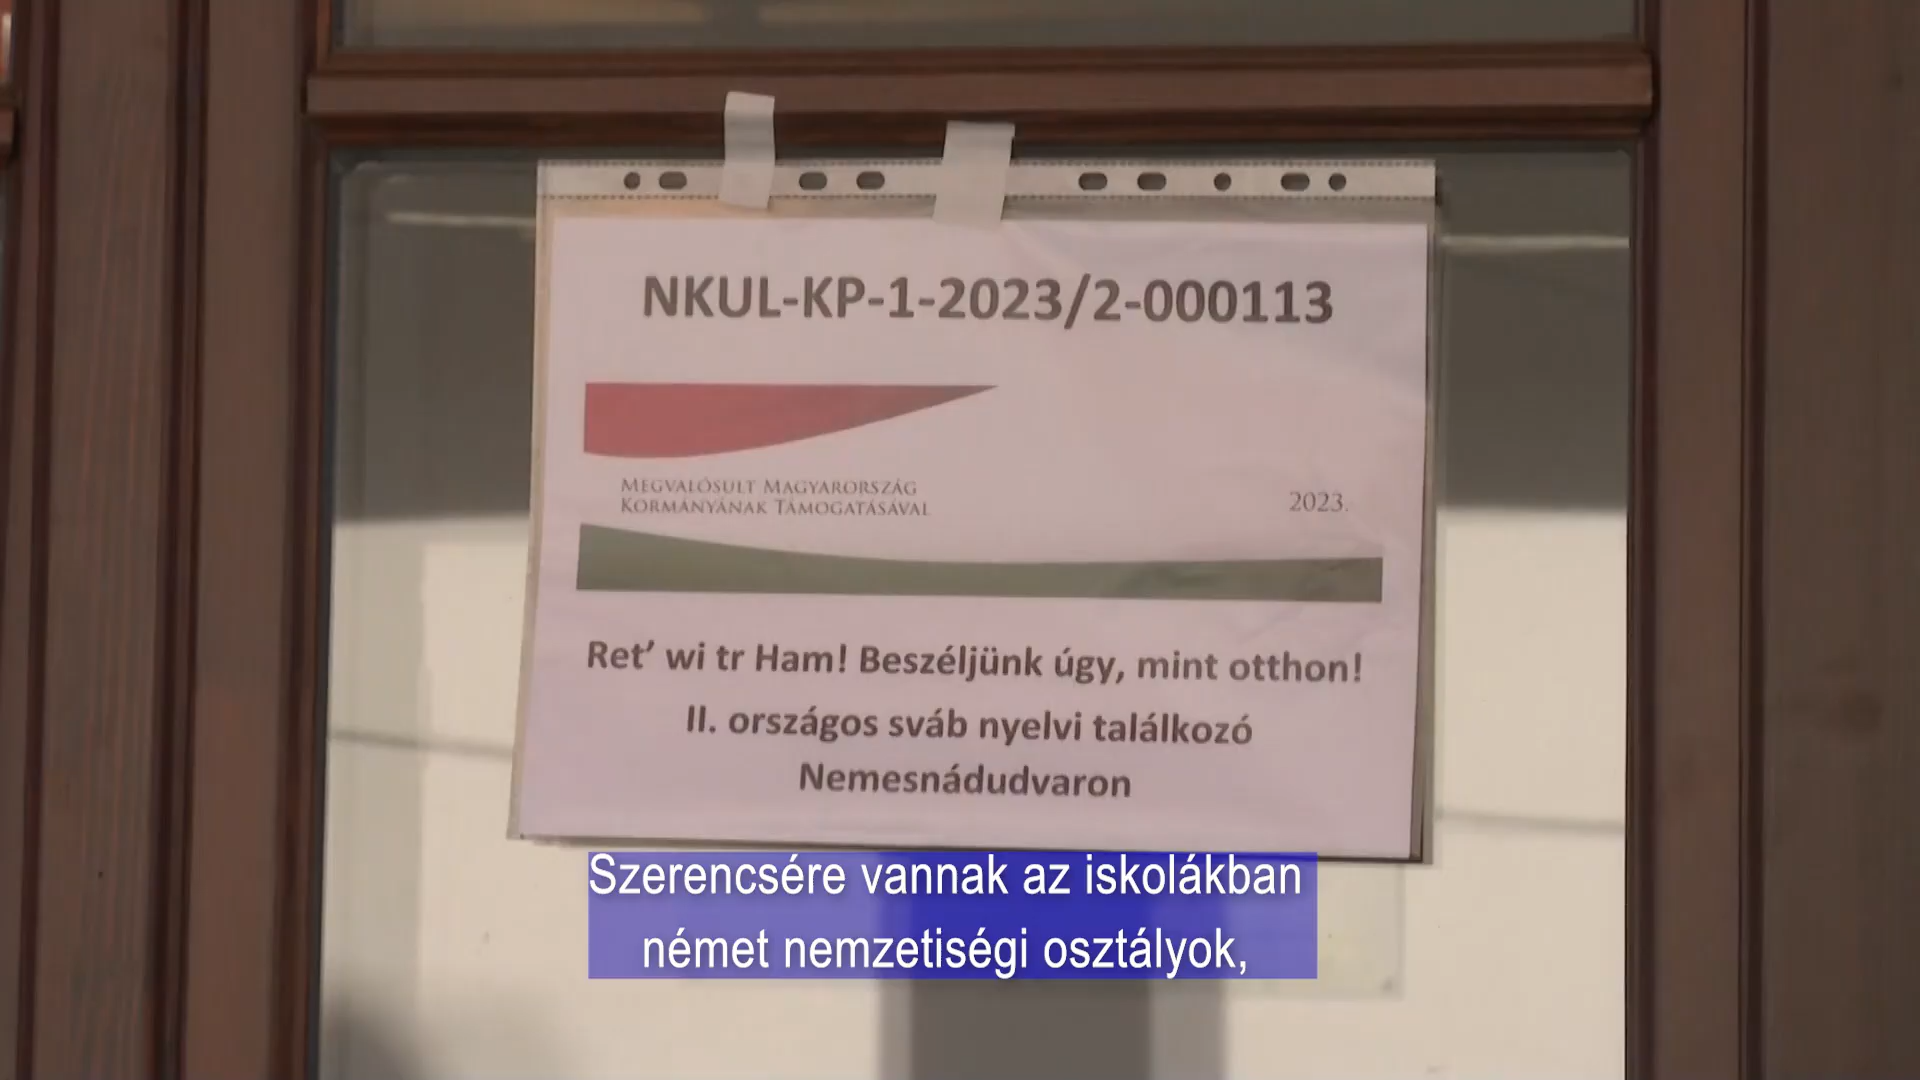 NKUL-KP-1-2023/2-000113
Megvalósult Magyarország
Kormányának Támogatásával
2023.
Ret’ wi tr Ham! Beszéljünk úgy, mint otthon!
II. országos sváb nyelvi találkozó
Nemesnádudvaron
Szerencsére vannak az iskolákban
német nemzetiségi osztályok,